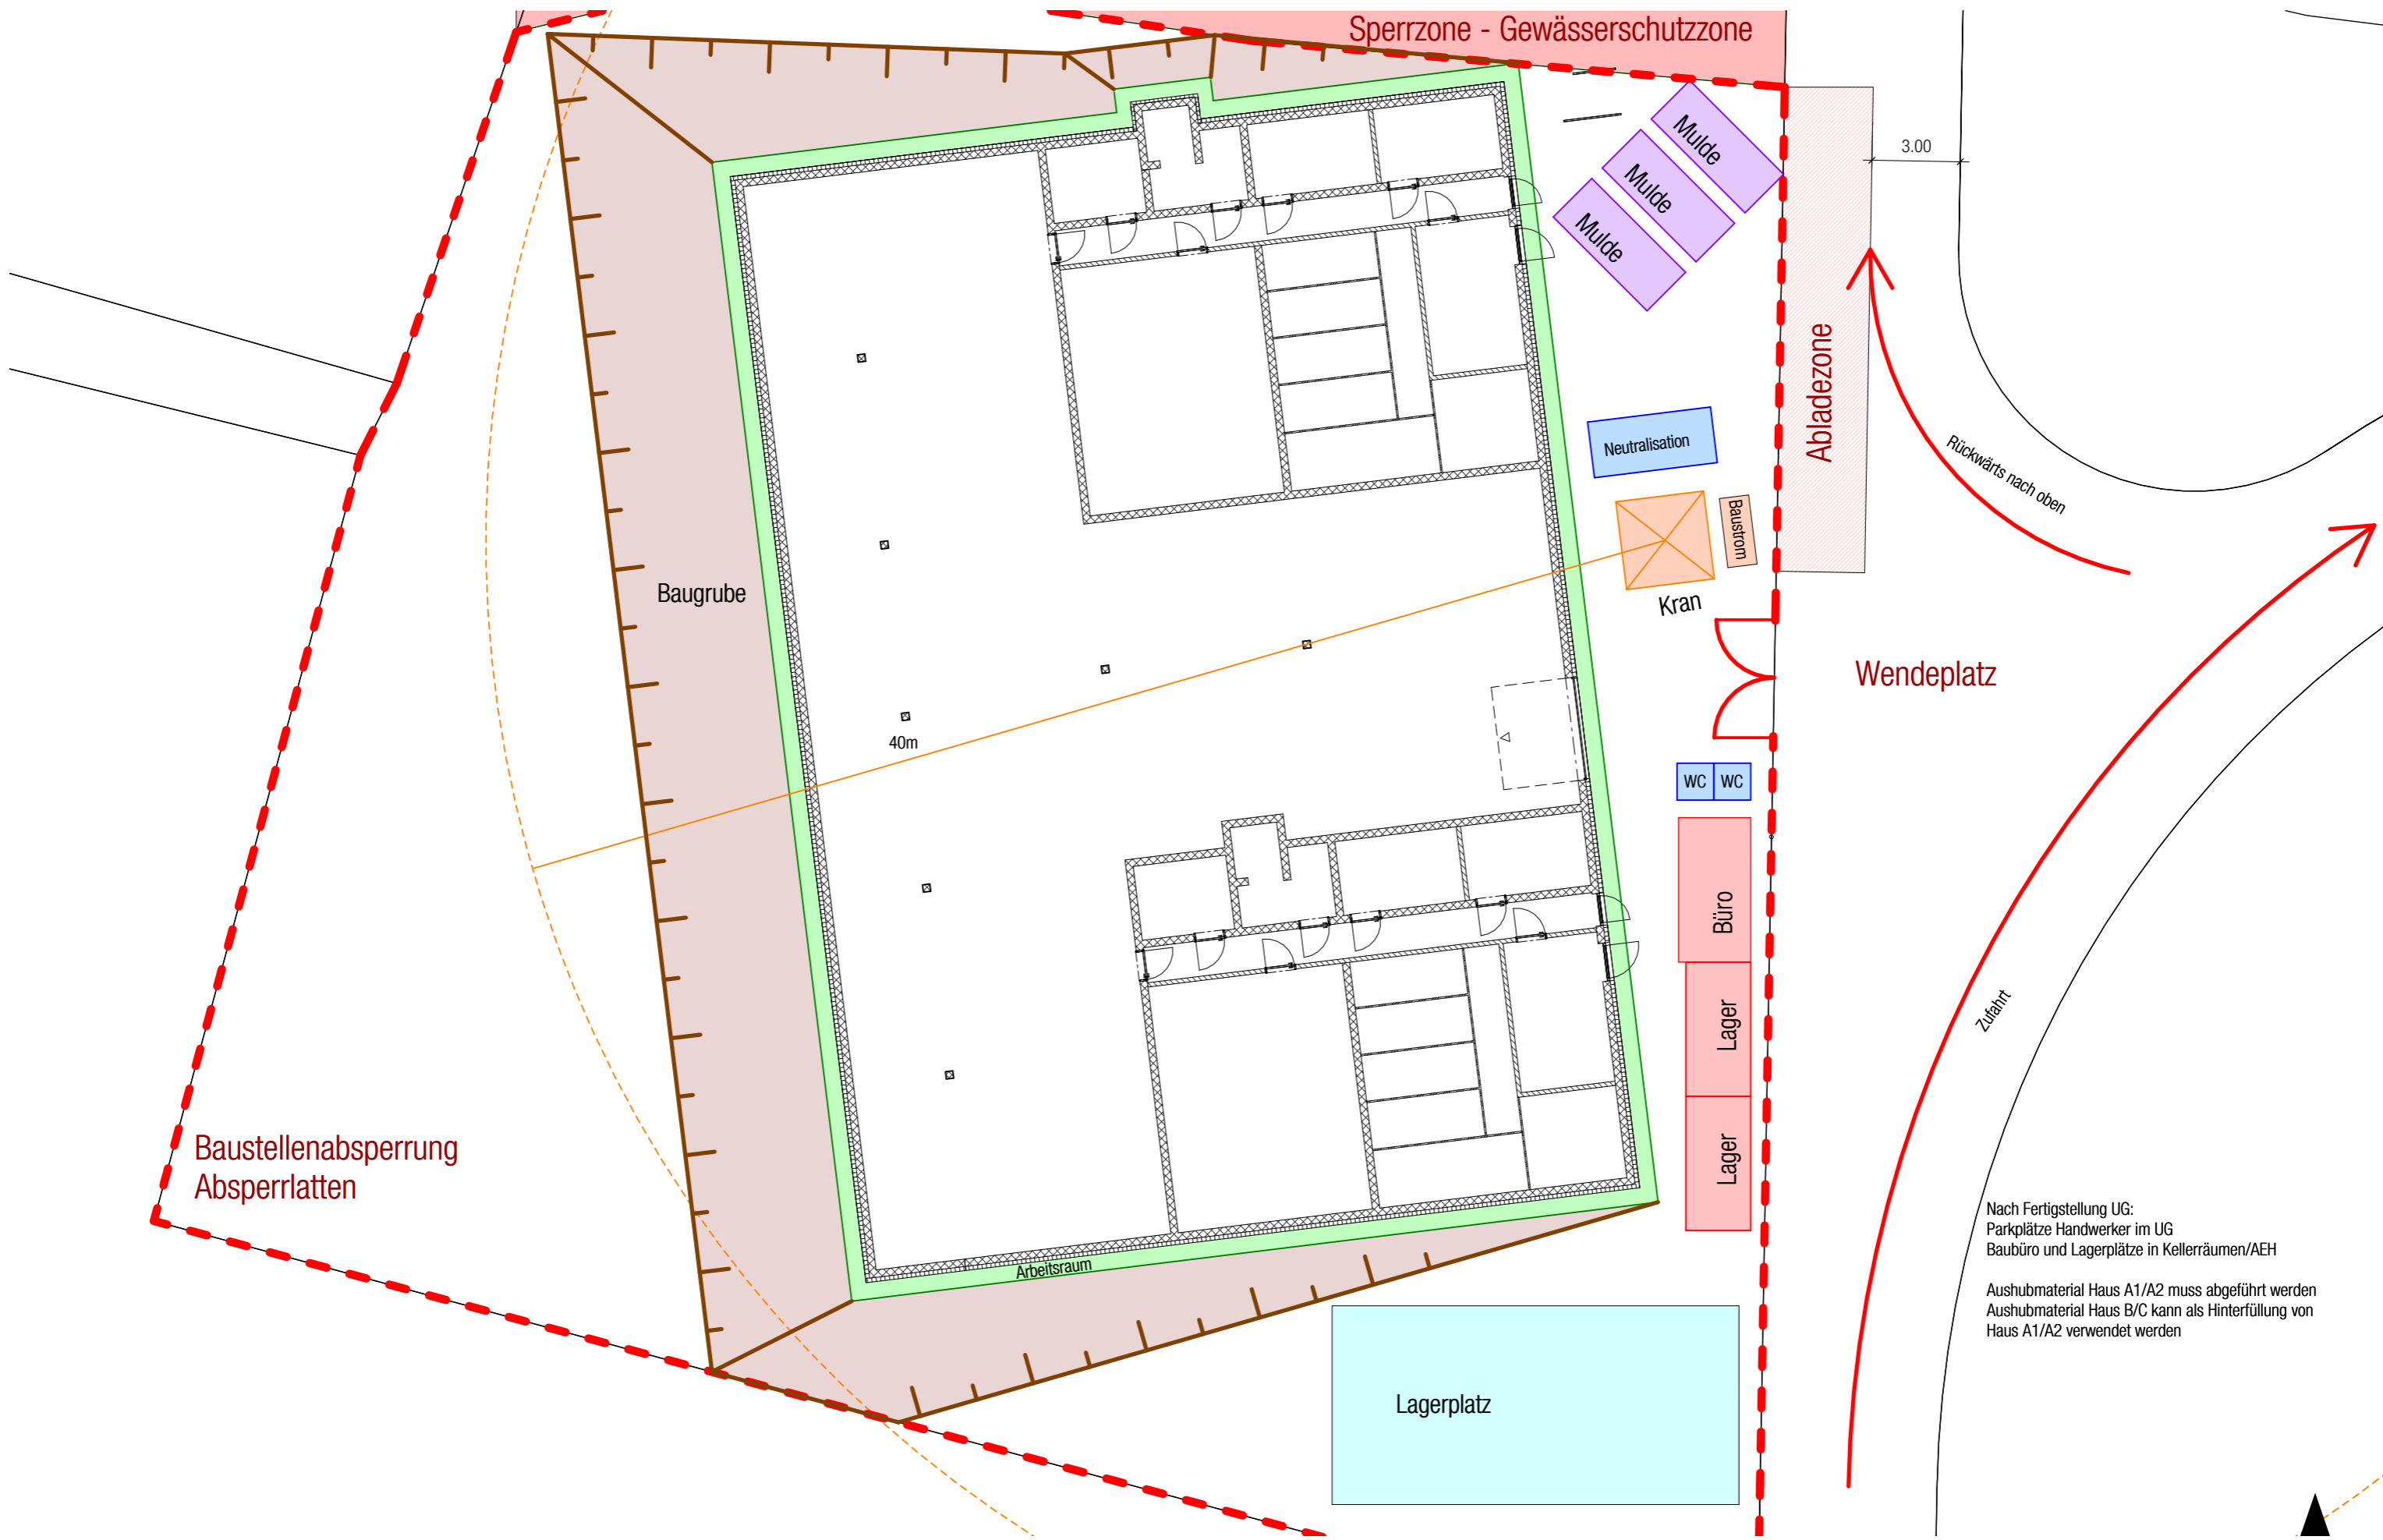 Sperrzone - Gewässerschutzzone
Mulde
Mulde
Mulde
3.00
Abladezone
Neutralisation
Rückwärts nach oben
Baustrom
Kran
Baugrube
Wendeplatz
40m
WC
WC
Büro
Lager
Lager
Zufahrt
Baustellenabsperrung
Absperrlatten
Arbeitsraum
Nach Fertigstellung UG:
Parkplätze Handwerker im UG
Baubüro und Lagerplätze in Kellerräumen/AEH
Aushubmaterial Haus A1/A2 muss abgeführt werden
Aushubmaterial Haus B/C kann als Hinterfüllung von
Haus A1/A2 verwendet werden
Lagerplatz